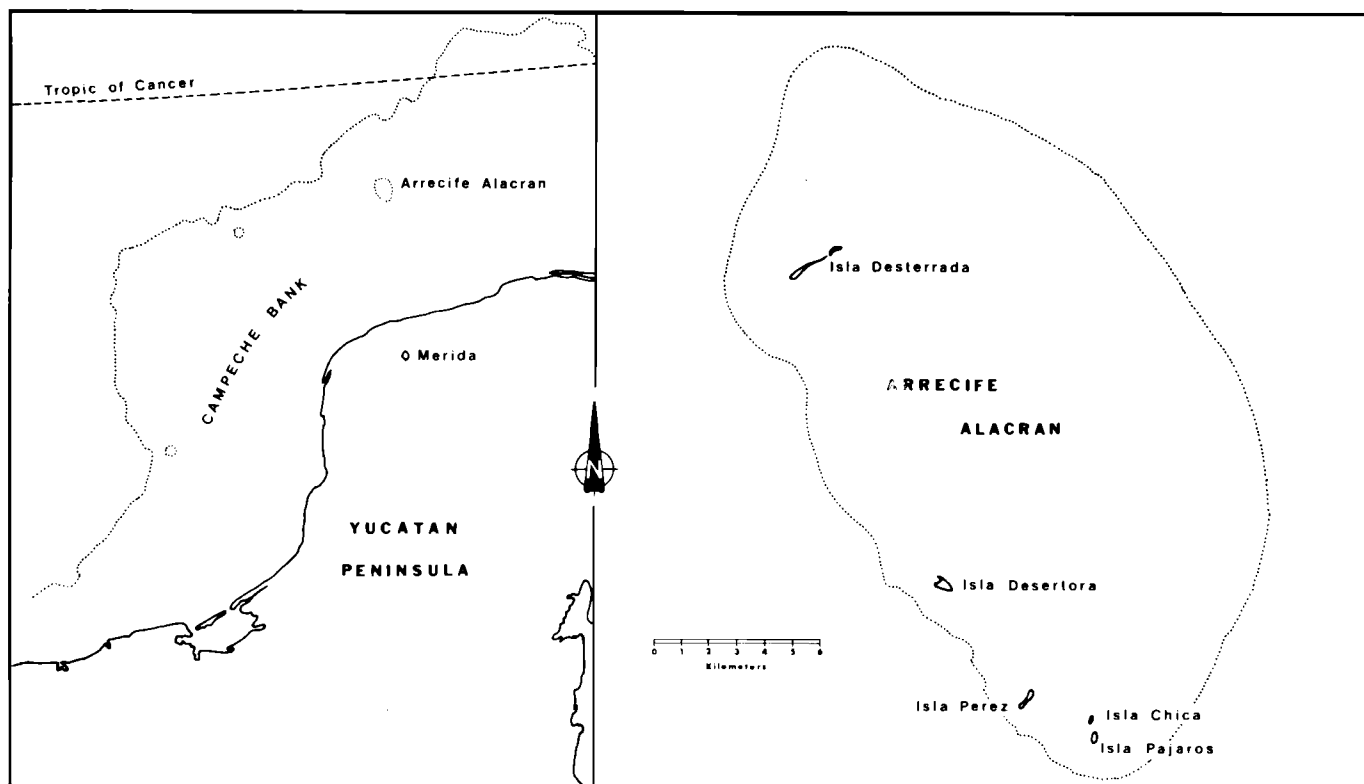 Tropic of Cancer
Arrecife Alacran
CAMPECHE BANK
Merida
YUCATAN
PENINSULA
N
Isla Desterrada
ARRECIFE
ALACRAN
Isla Desertora
0 1 2 3 4 5 6
Kilometers
Isla Perez
Isla Chica
Isla Pajaros